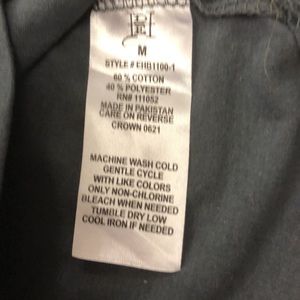 M
STYLE # EHB1100-1
60 % COTTON
40 % POLYESTER
RN# 111052
MADE IN PAKISTAN
CARE ON REVERSE
CROWN 0621
MACHINE WASH COLD
GENTLE CYCLE
WITH LIKE COLORS
ONLY NON-CHLORINE
BLEACH WHEN NEEDED
TUMBLE DRY LOW
COOL IRON IF NEEDED